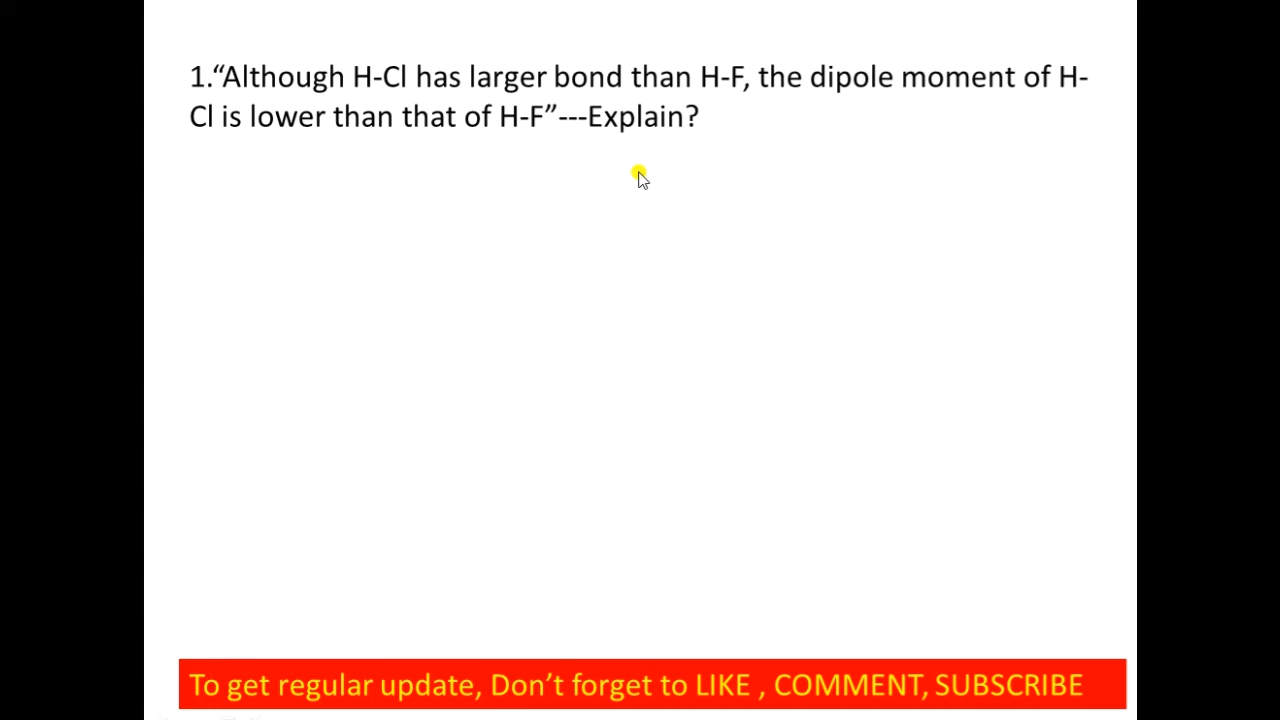 1.“Although H-Cl has larger bond than H-F, the dipole moment of H-
Cl is lower than that of H-F”---Explain?
To get regular update, Don’t forget to LIKE , COMMENT, SUBSCRIBE